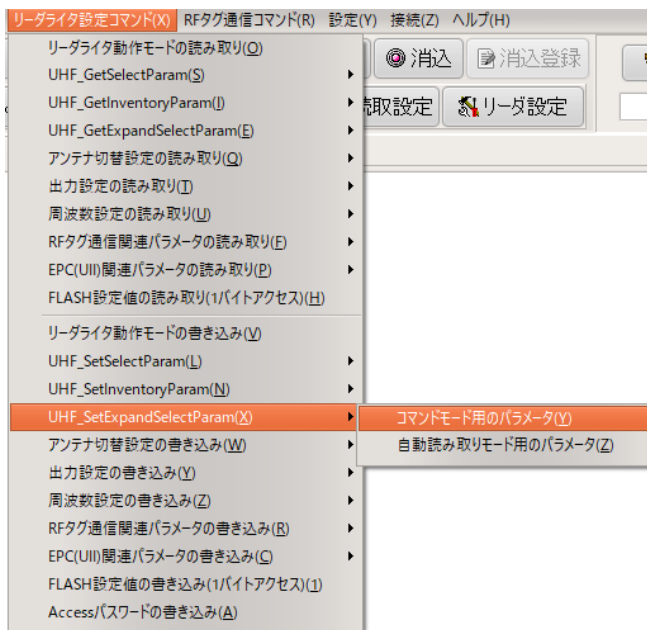 リーダライタ設定コマンド(X) RFタグ通信コマンド(R) 設定(Y) 接続(Z) ヘルプ(H)
消込 消込登録
読取設定 リーダ設定
リーダライタ動作モードの読み取り(O)
UHF_GetSelectParam(S)
UHF_GetInventoryParam(I)
UHF_GetExpandSelectParam(E)
アンテナ切替設定の読み取り(Q)
出力設定の読み取り(T)
周波数設定の読み取り(U)
RFタグ通信関連パラメータの読み取り(F)
EPC(UII)関連パラメータの読み取り(P)
FLASH設定値の読み取り(1バイトアクセス)(H)
リーダライタ動作モードの書き込み(V)
UHF_SetSelectParam(L)
UHF_SetInventoryParam(N)
UHF_SetExpandSelectParam(X)
コマンドモード用のパラメータ(Y)
自動読み取りモード用のパラメータ(Z)
アンテナ切替設定の書き込み(W)
出力設定の書き込み(Y)
周波数設定の書き込み(Z)
RFタグ通信関連パラメータの書き込み(R)
EPC(UII)関連パラメータの書き込み(C)
FLASH設定値の書き込み(1バイトアクセス)(1)
Accessパスワードの書き込み(A)